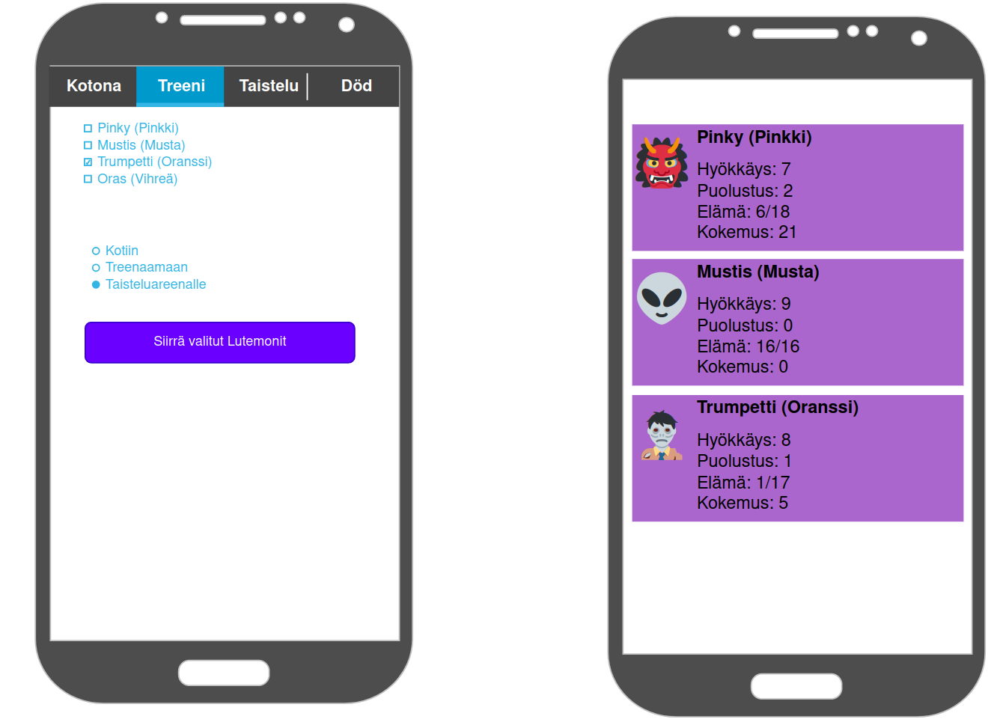 Kotona Treeni Taistelu Död
Pinky (Pinkki)
Mustis (Musta)
Trumpetti (Oranssi)
Oras (Vihreä)
Kotiin
Treenaamaan
Taisteluareenalle
Siirrä valitut Lutemonit
Pinky (Pinkki)
Hyökkäys: 7
Puolustus: 2
Elämä: 6/18
Kokemus: 21
Mustis (Musta)
Hyökkäys: 9
Puolustus: 0
Elämä: 16/16
Kokemus: 0
Trumpetti (Oranssi)
Hyökkäys: 8
Puolustus: 1
Elämä: 1/17
Kokemus: 5